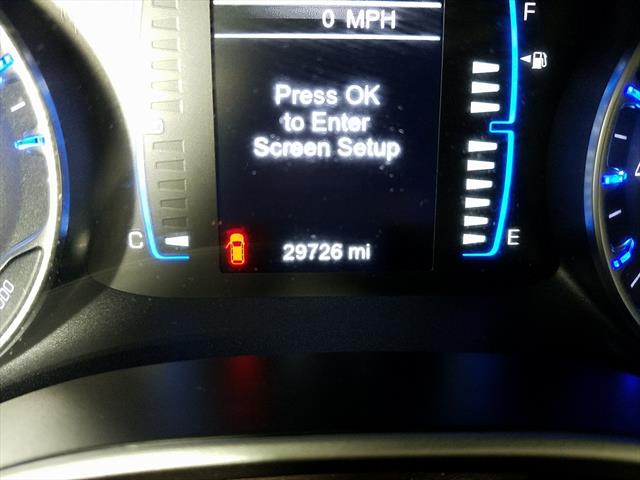 0 MPH
F
Press OK
to Enter
Screen Setup
C
29726 mi
E